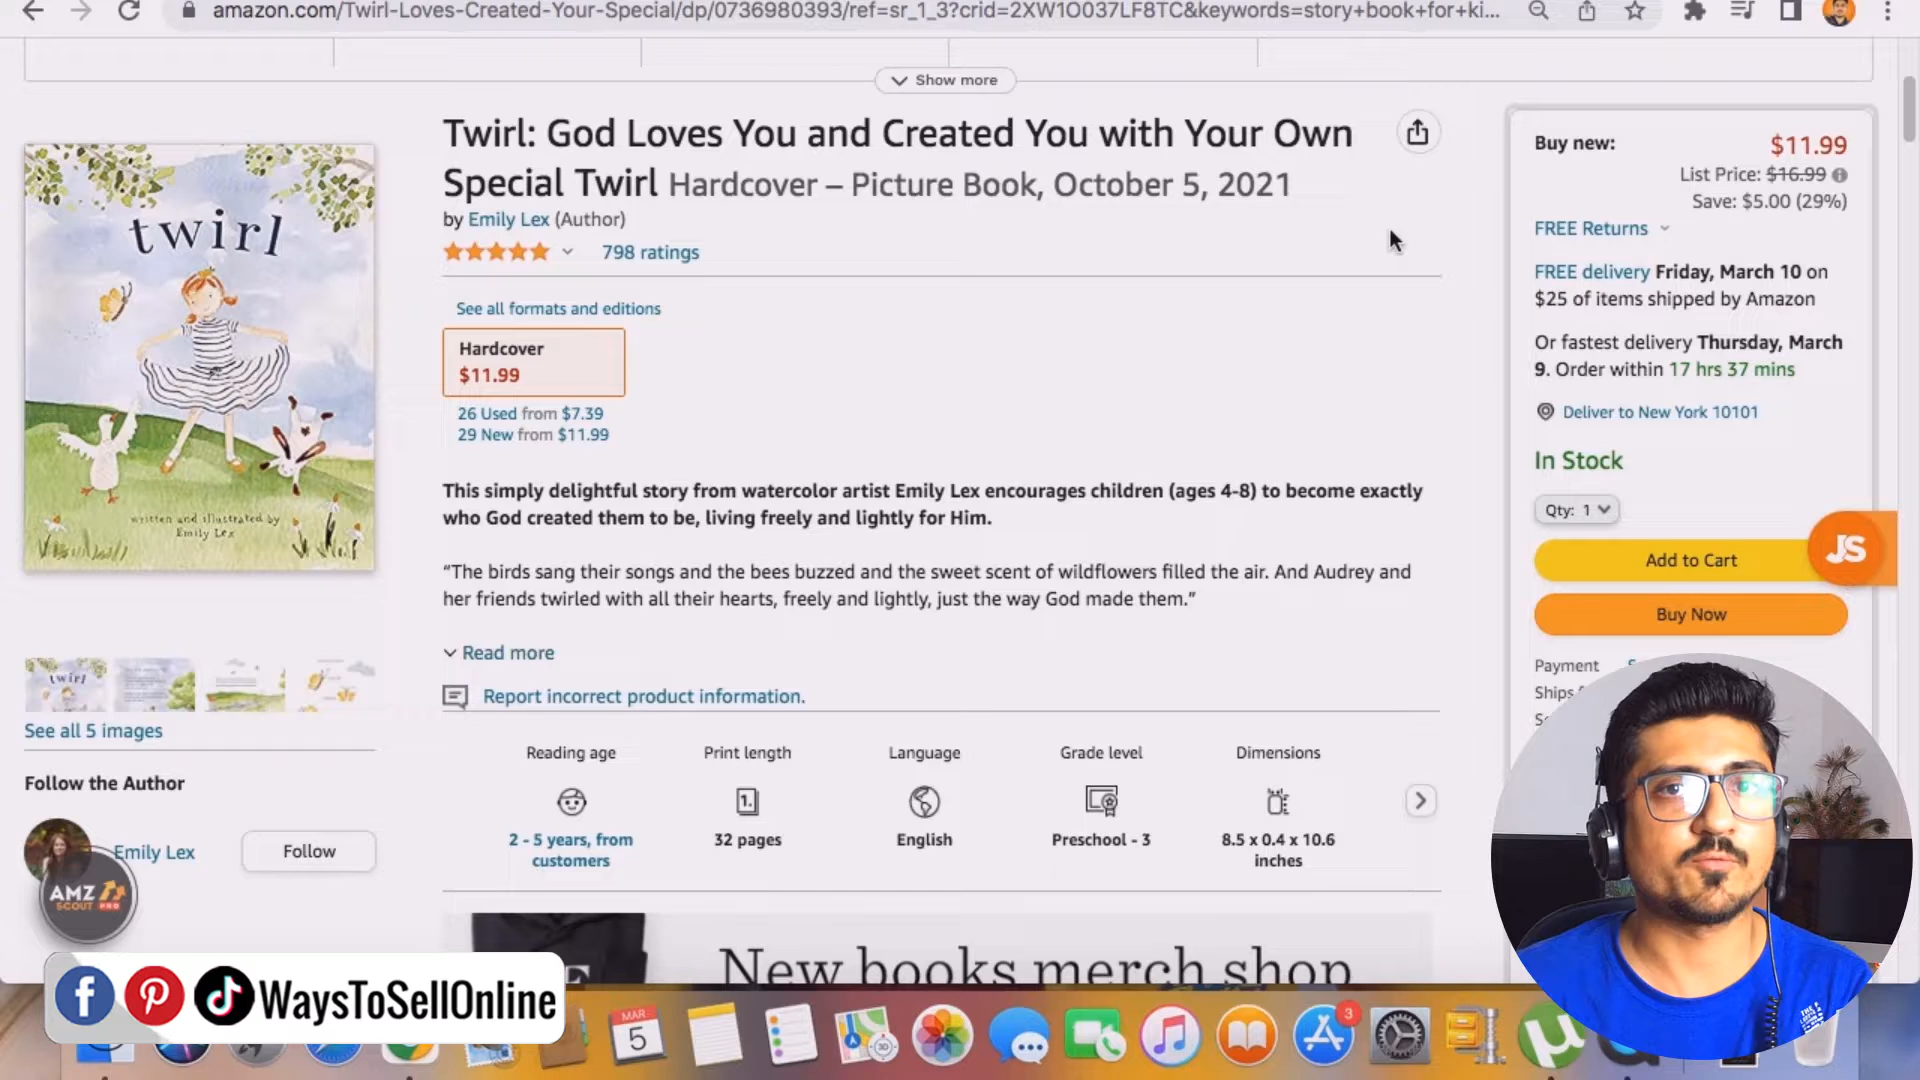 amazon.com/Twirl-Loves-Created-Your-Special/dp/0736980393/ref=sr_1_3?crid=2XW1O037LF8TC&keywords=story+book+for+ki...
Show more
Twirl: God Loves You and Created You with Your Own
Special Twirl Hardcover – Picture Book, October 5, 2021
by Emily Lex (Author)
798 ratings
See all formats and editions
Hardcover
$11.99
26 Used from $7.39
29 New from $11.99
This simply delightful story from watercolor artist Emily Lex encourages children (ages 4-8) to become exactly
who God created them to be, living freely and lightly for Him.
“The birds sang their songs and the bees buzzed and the sweet scent of wildflowers filled the air. And Audrey and
her friends twirled with all their hearts, freely and lightly, just the way God made them.”
Read more
Report incorrect product information.
Reading age
2 - 5 years, from
customers
Print length
1.
32 pages
Language
English
Grade level
Preschool - 3
Dimensions
8.5 x 0.4 x 10.6
inches
New books merch shop
twirl
written and illustrated by
Emily Lex
twirl
See all 5 images
Follow the Author
Emily Lex
Follow
AMZ
SCOUT PRO
Buy new:
$11.99
List Price: $16.99
Save: $5.00 (29%)
FREE Returns
FREE delivery Friday, March 10 on
$25 of items shipped by Amazon
Or fastest delivery Thursday, March
9. Order within 17 hrs 37 mins
Deliver to New York 10101
In Stock
Qty: 1
Add to Cart
JS
Buy Now
Payment
Ships
WaysToSellOnline
MAR
5
3